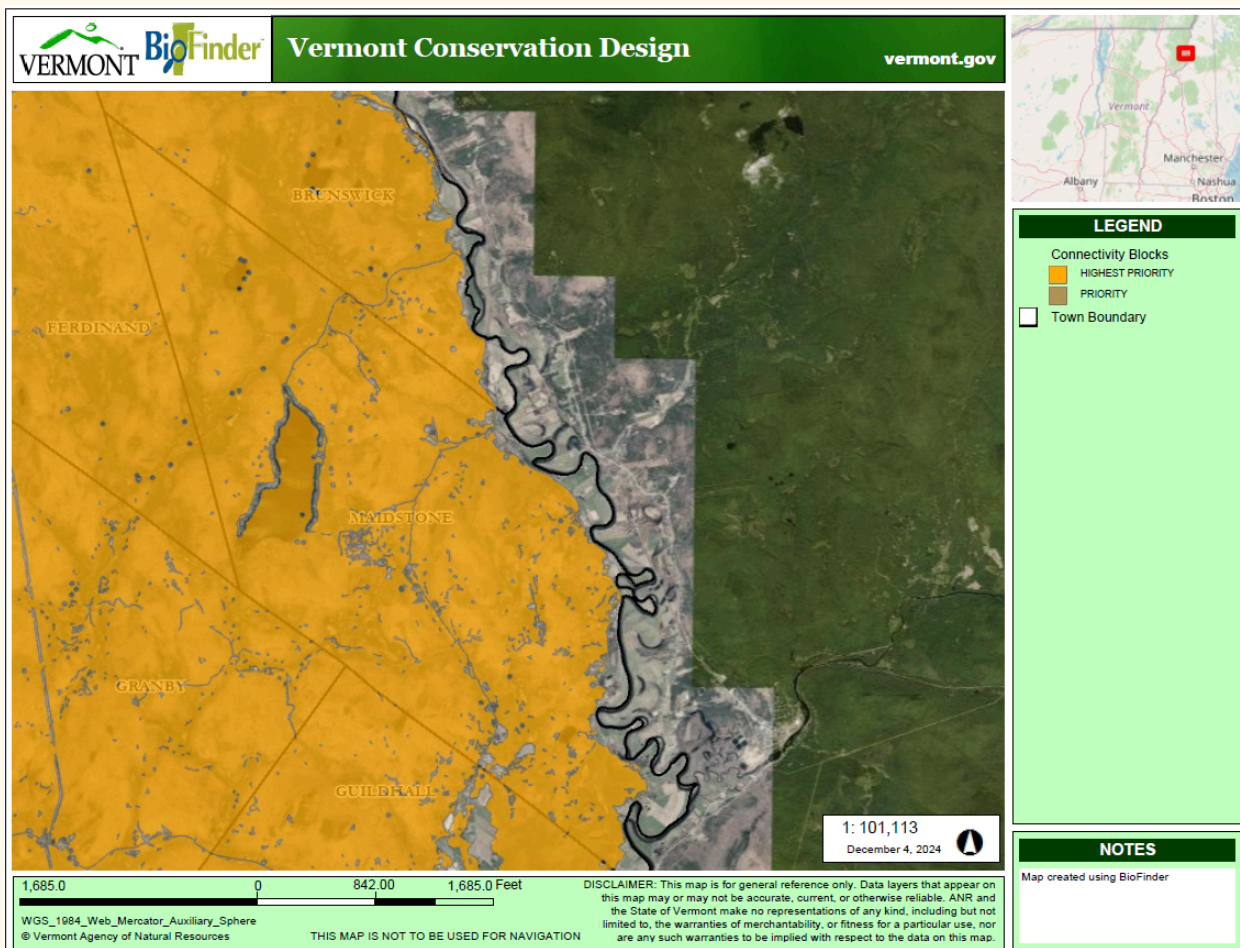 VERMONT
BioFinder
Vermont Conservation Design
vermont.gov
Vermont
Manchester
Albany
Nashua
Boston
BRUNSWICK
FERDINAND
MAIDSTONE
GRANBY
GUILDHALL
1: 101,113
December 4, 2024
LEGEND
Connectivity Blocks
HIGHEST PRIORITY
PRIORITY
Town Boundary
NOTES
Map created using BioFinder
1,685.0 0 842.00 1,685.0 Feet
WGS_1984_Web_Mercator_Auxiliary_Sphere
© Vermont Agency of Natural Resources
THIS MAP IS NOT TO BE USED FOR NAVIGATION
DISCLAIMER: This map is for general reference only. Data layers that appear on
this map may or may not be accurate, current, or otherwise reliable. ANR and
the State of Vermont make no representations of any kind, including but not
limited to, the warranties of merchantability, or fitness for a particular use, nor
are any such warranties to be implied with respect to the data on this map.